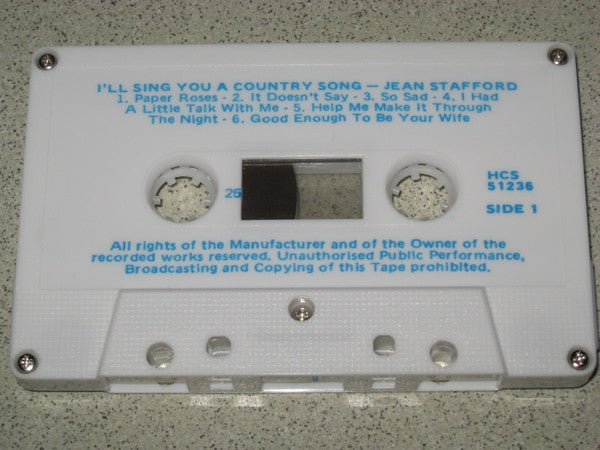 I'LL SING YOU A COUNTRY SONG — JEAN STAFFORD
1. Paper Roses - 2. It Doesn't Say - 3. So Sad - 4. I Had
A Little Talk With Me - 5. Help Me Make It Through
The Night - 6. Good Enough To Be Your Wife
25
HCS
51236
SIDE 1
All rights of the Manufacturer and of the Owner of the
recorded works reserved. Unauthorised Public Performance,
Broadcasting and Copying of this Tape prohibited.